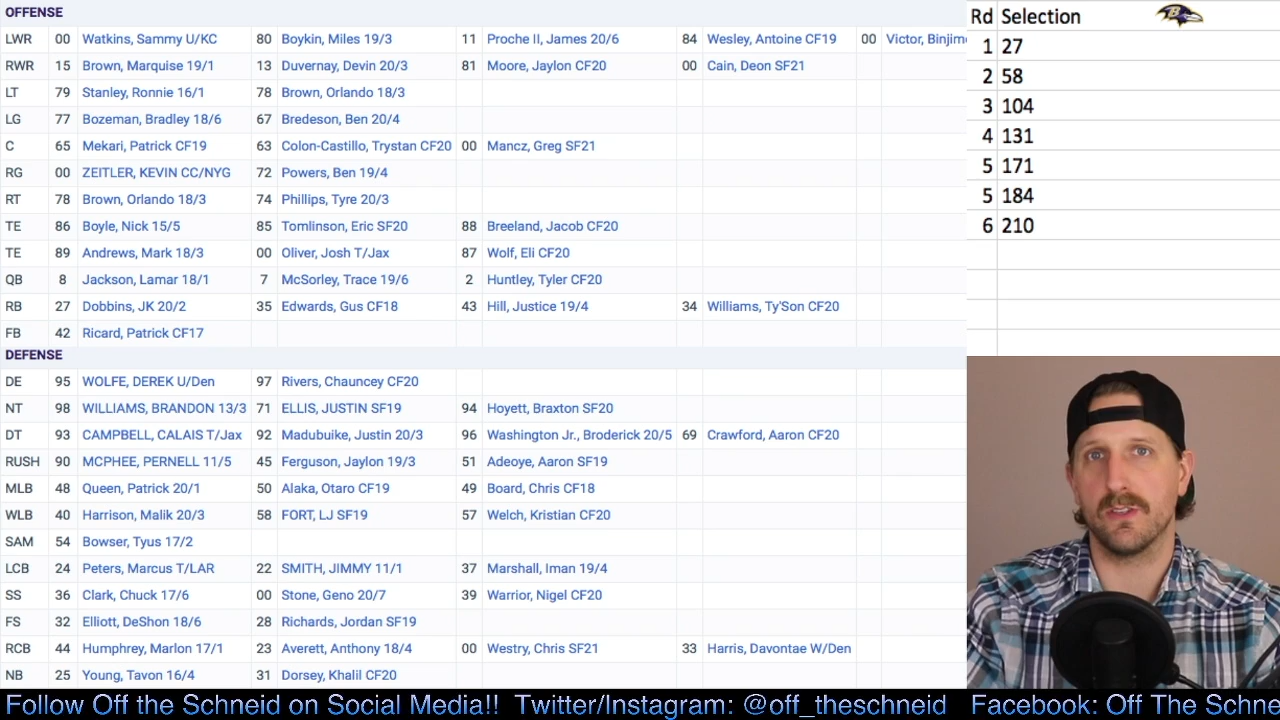 OFFENSE
LWR 00 Watkins, Sammy U/KC 80 Boykin, Miles 19/3 11 Proche II, James 20/6 84 Wesley, Antoine CF19 00 Victor, Binjim
RWR 15 Brown, Marquise 19/1 13 Duvernay, Devin 20/3 81 Moore, Jaylon CF20 00 Cain, Deon SF21
LT 79 Stanley, Ronnie 16/1 78 Brown, Orlando 18/3
LG 77 Bozeman, Bradley 18/6 67 Bredeson, Ben 20/4
C 65 Mekari, Patrick CF19 63 Colon-Castillo, Trystan CF20 00 Mancz, Greg SF21
RG 00 ZEITLER, KEVIN CC/NYG 72 Powers, Ben 19/4
RT 78 Brown, Orlando 18/3 74 Phillips, Tyre 20/3
TE 86 Boyle, Nick 15/5 85 Tomlinson, Eric SF20 88 Breeland, Jacob CF20
TE 89 Andrews, Mark 18/3 00 Oliver, Josh T/Jax 87 Wolf, Eli CF20
QB 8 Jackson, Lamar 18/1 7 McSorley, Trace 19/6 2 Huntley, Tyler CF20
RB 27 Dobbins, JK 20/2 35 Edwards, Gus CF18 43 Hill, Justice 19/4 34 Williams, Ty'Son CF20
FB 42 Ricard, Patrick CF17
DEFENSE
DE 95 WOLFE, DEREK U/Den 97 Rivers, Chauncey CF20
NT 98 WILLIAMS, BRANDON 13/3 71 ELLIS, JUSTIN SF19 94 Hoyett, Braxton SF20
DT 93 CAMPBELL, CALAIS T/Jax 92 Madubuike, Justin 20/3 96 Washington Jr., Broderick 20/5 69 Crawford, Aaron CF20
RUSH 90 MCPHEE, PERNELL 11/5 45 Ferguson, Jaylon 19/3 51 Adeoye, Aaron SF19
MLB 48 Queen, Patrick 20/1 50 Alaka, Otaro CF19 49 Board, Chris CF18
WLB 40 Harrison, Malik 20/3 58 FORT, LJ SF19 57 Welch, Kristian CF20
SAM 54 Bowser, Tyus 17/2
LCB 24 Peters, Marcus T/LAR 22 SMITH, JIMMY 11/1 37 Marshall, Iman 19/4
SS 36 Clark, Chuck 17/6 00 Stone, Geno 20/7 39 Warrior, Nigel CF20
FS 32 Elliott, DeShon 18/6 28 Richards, Jordan SF19
RCB 44 Humphrey, Marlon 17/1 23 Averett, Anthony 18/4 00 Westry, Chris SF21 33 Harris, Davontae W/Den
NB 25 Young, Tavon 16/4 31 Dorsey, Khalil CF20
Rd Selection
1 27
2 58
3 104
4 131
5 171
5 184
6 210
Follow Off the Schneid on Social Media!! Twitter/Instagram: @off_theschneid Facebook: Off The Schne